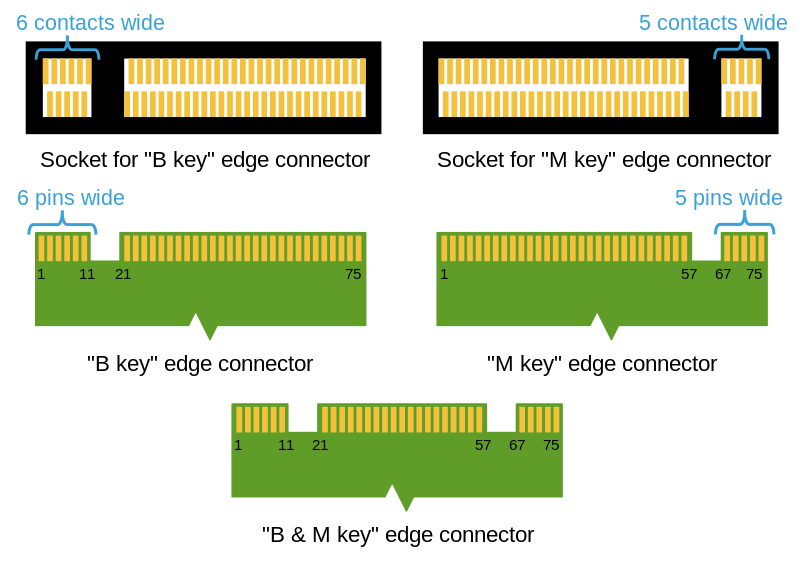 6 contacts wide
5 contacts wide
Socket for "B key" edge connector
Socket for "M key" edge connector
6 pins wide
5 pins wide
1 11 21 75
1 57 67 75
"B key" edge connector
"M key" edge connector
1 11 21 57 67 75
"B & M key" edge connector